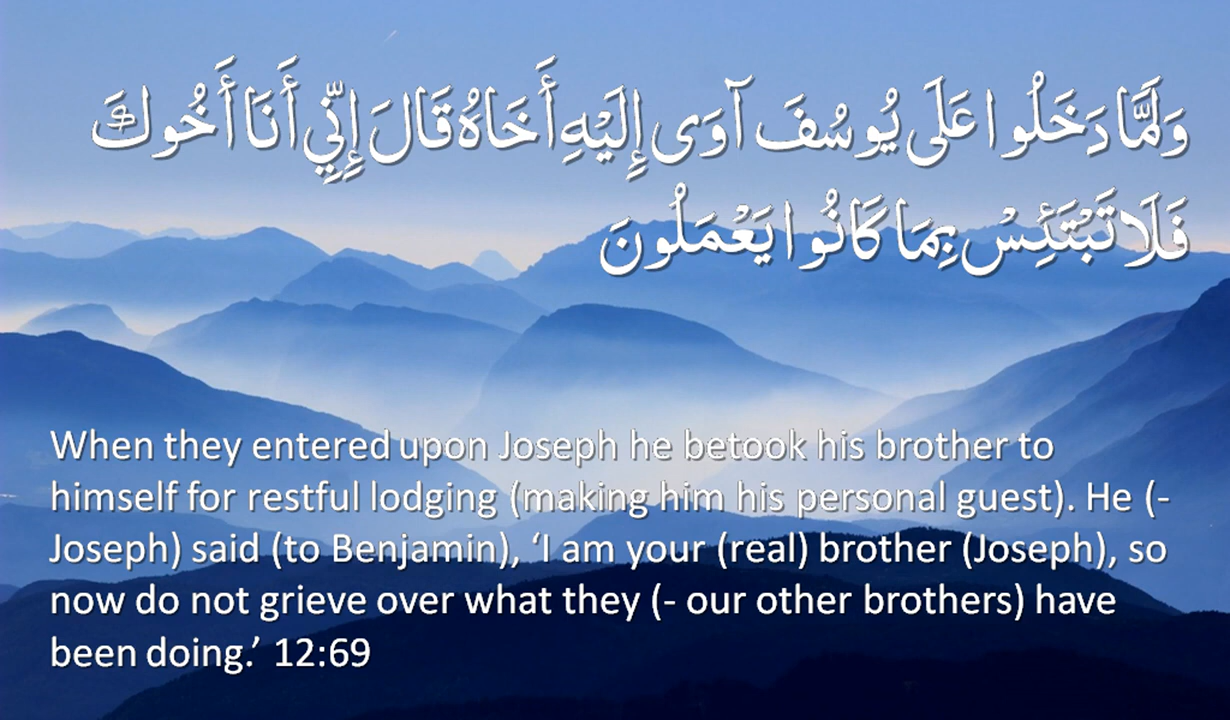 وَلَمَّا دَخَلُوا عَلَى يُوسُفَ آوَى إِلَيْهِ أَخَاهُ قَالَ إِنِّي أَنَا أَخُوكَ
فَلَا تَبْتَئِسْ بِمَا كَانُوا يَعْمَلُونَ
When they entered upon Joseph he betook his brother to
himself for restful lodging (making him his personal guest). He (-
Joseph) said (to Benjamin), ‘I am your (real) brother (Joseph), so
now do not grieve over what they (- our other brothers) have
been doing.’ 12:69